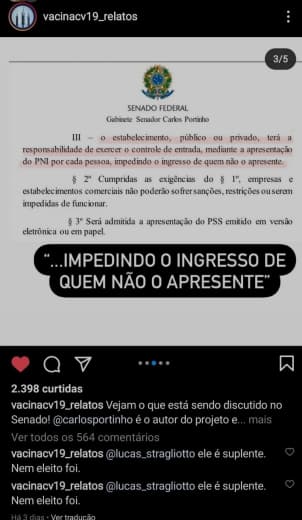 vacinacv19_relatos
3/5
SENADO FEDERAL
Gabinete Senador Carlos Portinho
III – o estabelecimento, público ou privado, terá a
responsabilidade de exercer o controle de entrada, mediante a apresentação
do PNI por cada pessoa, impedindo o ingresso de quem não o apresente.
§ 2º Cumpridas as exigências do § 1º, empresas e
estabelecimentos comerciais não poderão sofrer sanções, restrições ou serem
impedidas de funcionar.
§ 3º Será admitida a apresentação do PSS emitido em versão
eletrônica ou em papel.
“...IMPEDINDO O INGRESSO DE
QUEM NÃO O APRESENTE”
2.398 curtidas
vacinacv19_relatos Vejam o que está sendo discutido no
Senado! @carlosportinho é o autor do projeto e... mais
Ver todos os 564 comentários
vacinacv19_relatos @lucas_stragliotto ele é suplente.
Nem eleito foi.
vacinacv19_relatos @lucas_stragliotto ele é suplente.
Nem eleito foi.
Há 3 dias • Ver tradução